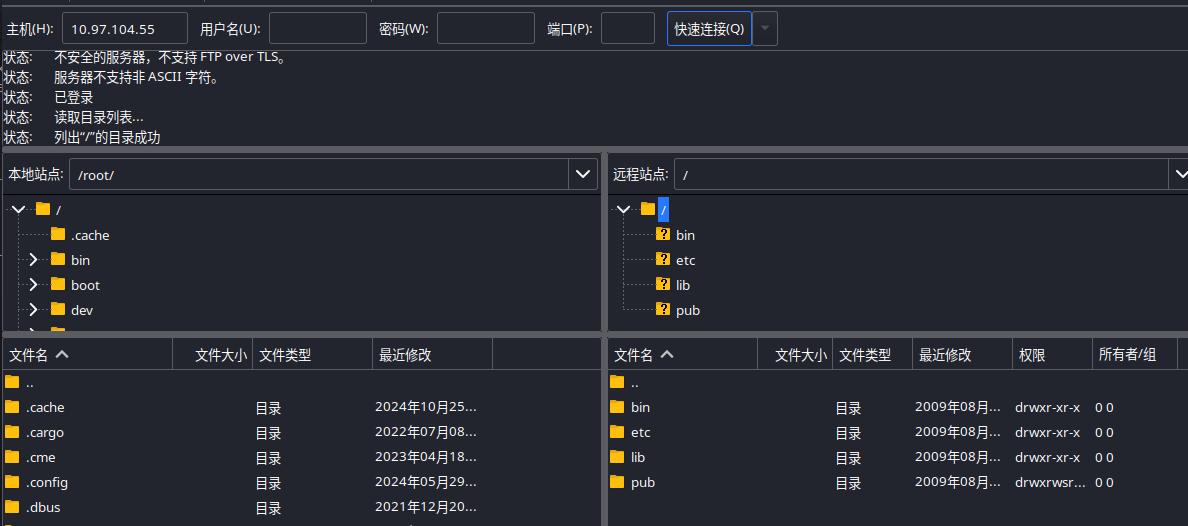 主机(H): 10.97.104.55 用户名(U): 密码(W): 端口(P): 快速连接(Q)
状态: 不安全的服务器，不支持 FTP over TLS。
状态: 服务器不支持非 ASCII 字符。
状态: 已登录
状态: 读取目录列表...
状态: 列出“/”的目录成功
本地站点: /root/
/
.cache
bin
boot
dev
远程站点: /
/
bin
etc
lib
pub
文件名 文件大小 文件类型 最近修改
..
.cache 目录 2024年10月25...
.cargo 目录 2022年07月08...
.cme 目录 2023年04月18...
.config 目录 2024年05月29...
.dbus 目录 2021年12月20...
文件名 文件大小 文件类型 最近修改 权限 所有者/组
..
bin 目录 2009年08月... drwxr-xr-x 0 0
etc 目录 2009年08月... drwxr-xr-x 0 0
lib 目录 2009年08月... drwxr-xr-x 0 0
pub 目录 2009年08月... drwxrwsr... 0 0